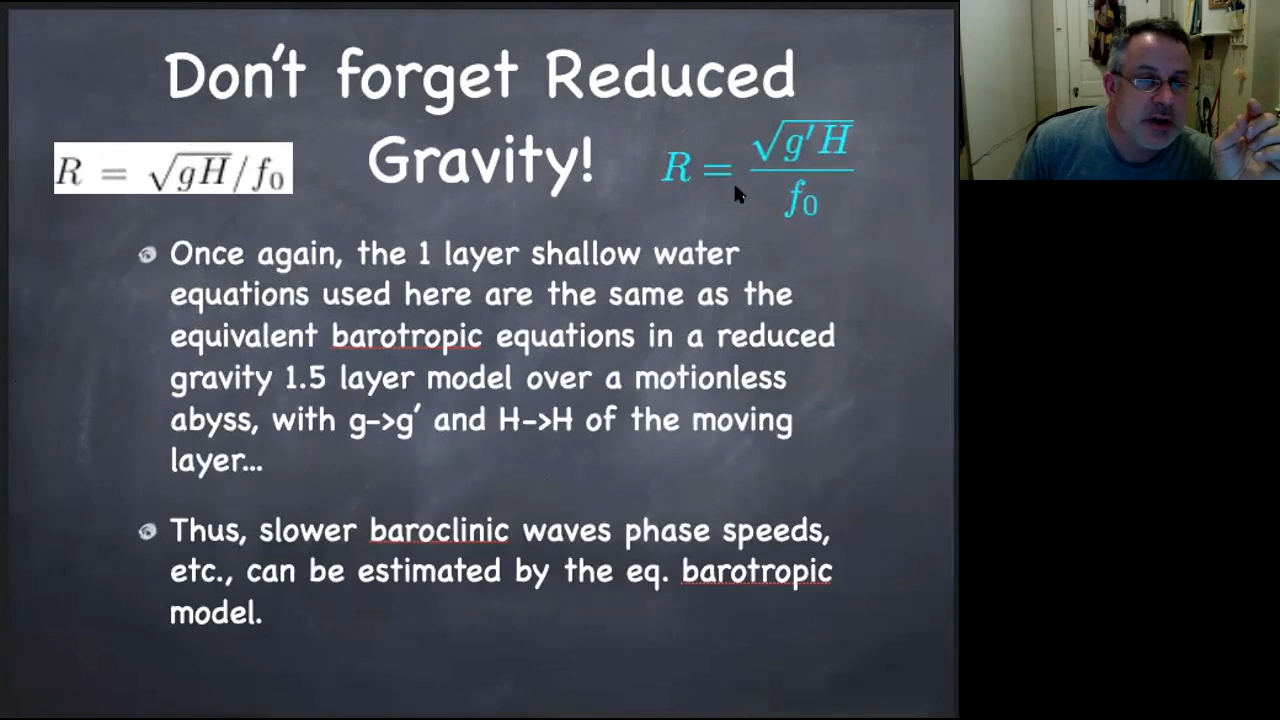 Don't forget Reduced
Gravity!
R = √gH/f₀
R = √g′H / f₀
Once again, the 1 layer shallow water
equations used here are the same as the
equivalent barotropic equations in a reduced
gravity 1.5 layer model over a motionless
abyss, with g->g′ and H->H of the moving
layer...
Thus, slower baroclinic waves phase speeds,
etc., can be estimated by the eq. barotropic
model.